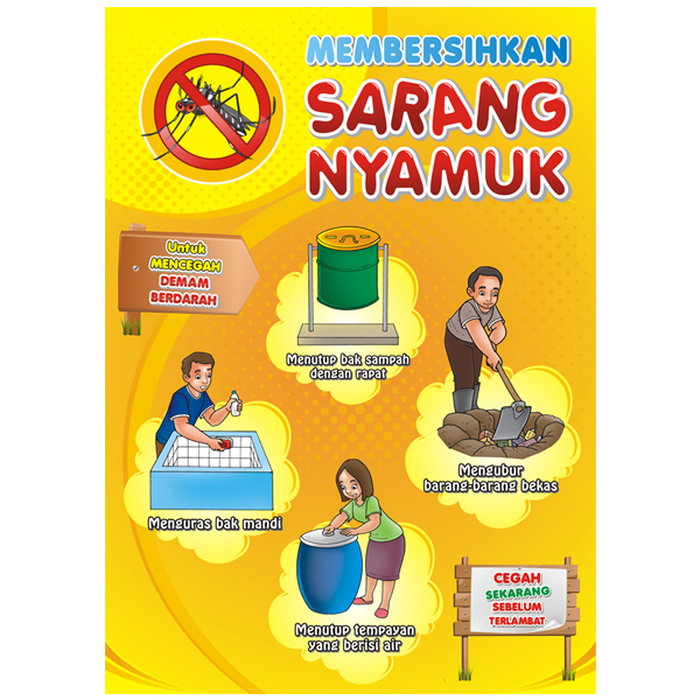 MEMBERSIHKAN
SARANG
NYAMUK
Untuk
MENCEGAH
DEMAM
BERDARAH
Menutup bak sampah
dengan rapat
Mengubur
barang-barang bekas
Menguras bak mandi
Menutup tempayan
yang berisi air
CEGAH
SEKARANG
SEBELUM
TERLAMBAT